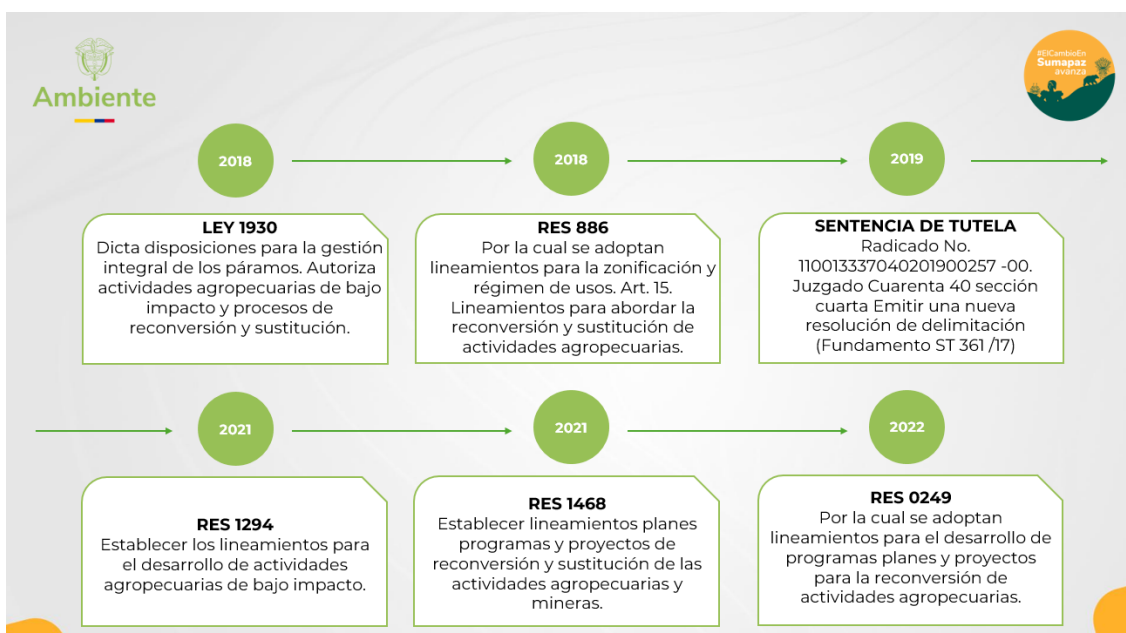 Ambiente
#ElCambioEn
Sumapaz
avanza
2018
2018
2019
LEY 1930
Dicta disposiciones para la gestión
integral de los páramos. Autoriza
actividades agropecuarias de bajo
impacto y procesos de
reconversión y sustitución.
RES 886
Por la cual se adoptan
lineamientos para la zonificación y
régimen de usos. Art. 15.
Lineamientos para abordar la
reconversión y sustitución de
actividades agropecuarias.
SENTENCIA DE TUTELA
Radicado No.
110013337040201900257 -00.
Juzgado Cuarenta 40 sección
cuarta Emitir una nueva
resolución de delimitación
(Fundamento ST 361 /17)
2021
2021
2022
RES 1294
Establecer los lineamientos para
el desarrollo de actividades
agropecuarias de bajo impacto.
RES 1468
Establecer lineamientos planes
programas y proyectos de
reconversión y sustitución de las
actividades agropecuarias y
mineras.
RES 0249
Por la cual se adoptan
lineamientos para el desarrollo de
programas planes y proyectos
para la reconversión de
actividades agropecuarias.